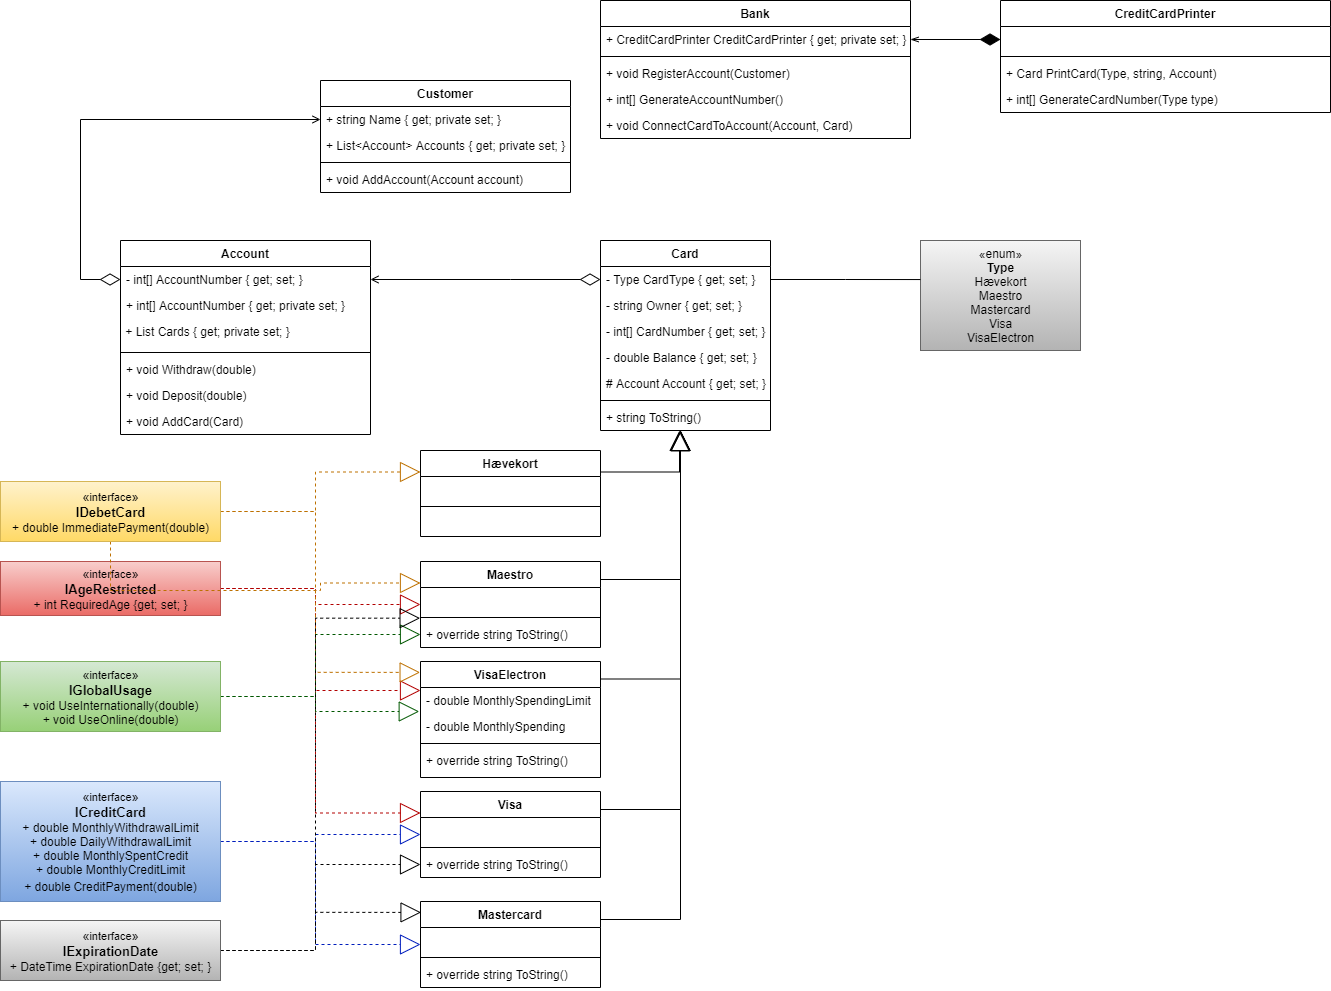 Bank
+ CreditCardPrinter CreditCardPrinter { get; private set; }
+ void RegisterAccount(Customer)
+ int[] GenerateAccountNumber()
+ void ConnectCardToAccount(Account, Card)
CreditCardPrinter
+ Card PrintCard(Type, string, Account)
+ int[] GenerateCardNumber(Type type)
Customer
+ string Name { get; private set; }
+ List<Account> Accounts { get; private set; }
+ void AddAccount(Account account)
Account
- int[] AccountNumber { get; set; }
+ int[] AccountNumber { get; private set; }
+ List Cards { get; private set; }
+ void Withdraw(double)
+ void Deposit(double)
+ void AddCard(Card)
Card
- Type CardType { get; set; }
- string Owner { get; set; }
- int[] CardNumber { get; set; }
- double Balance { get; set; }
# Account Account { get; set; }
+ string ToString()
«enum»
Type
Hævekort
Maestro
Mastercard
Visa
VisaElectron
Hævekort
«interface»
IDebetCard
+ double ImmediatePayment(double)
«interface»
IAgeRestricted
+ int RequiredAge {get; set; }
Maestro
+ override string ToString()
«interface»
IGlobalUsage
+ void UseInternationally(double)
+ void UseOnline(double)
VisaElectron
- double MonthlySpendingLimit
- double MonthlySpending
+ override string ToString()
«interface»
ICreditCard
+ double MonthlyWithdrawalLimit
+ double DailyWithdrawalLimit
+ double MonthlySpentCredit
+ double MonthlyCreditLimit
+ double CreditPayment(double)
Visa
+ override string ToString()
«interface»
IExpirationDate
+ DateTime ExpirationDate {get; set; }
Mastercard
+ override string ToString()